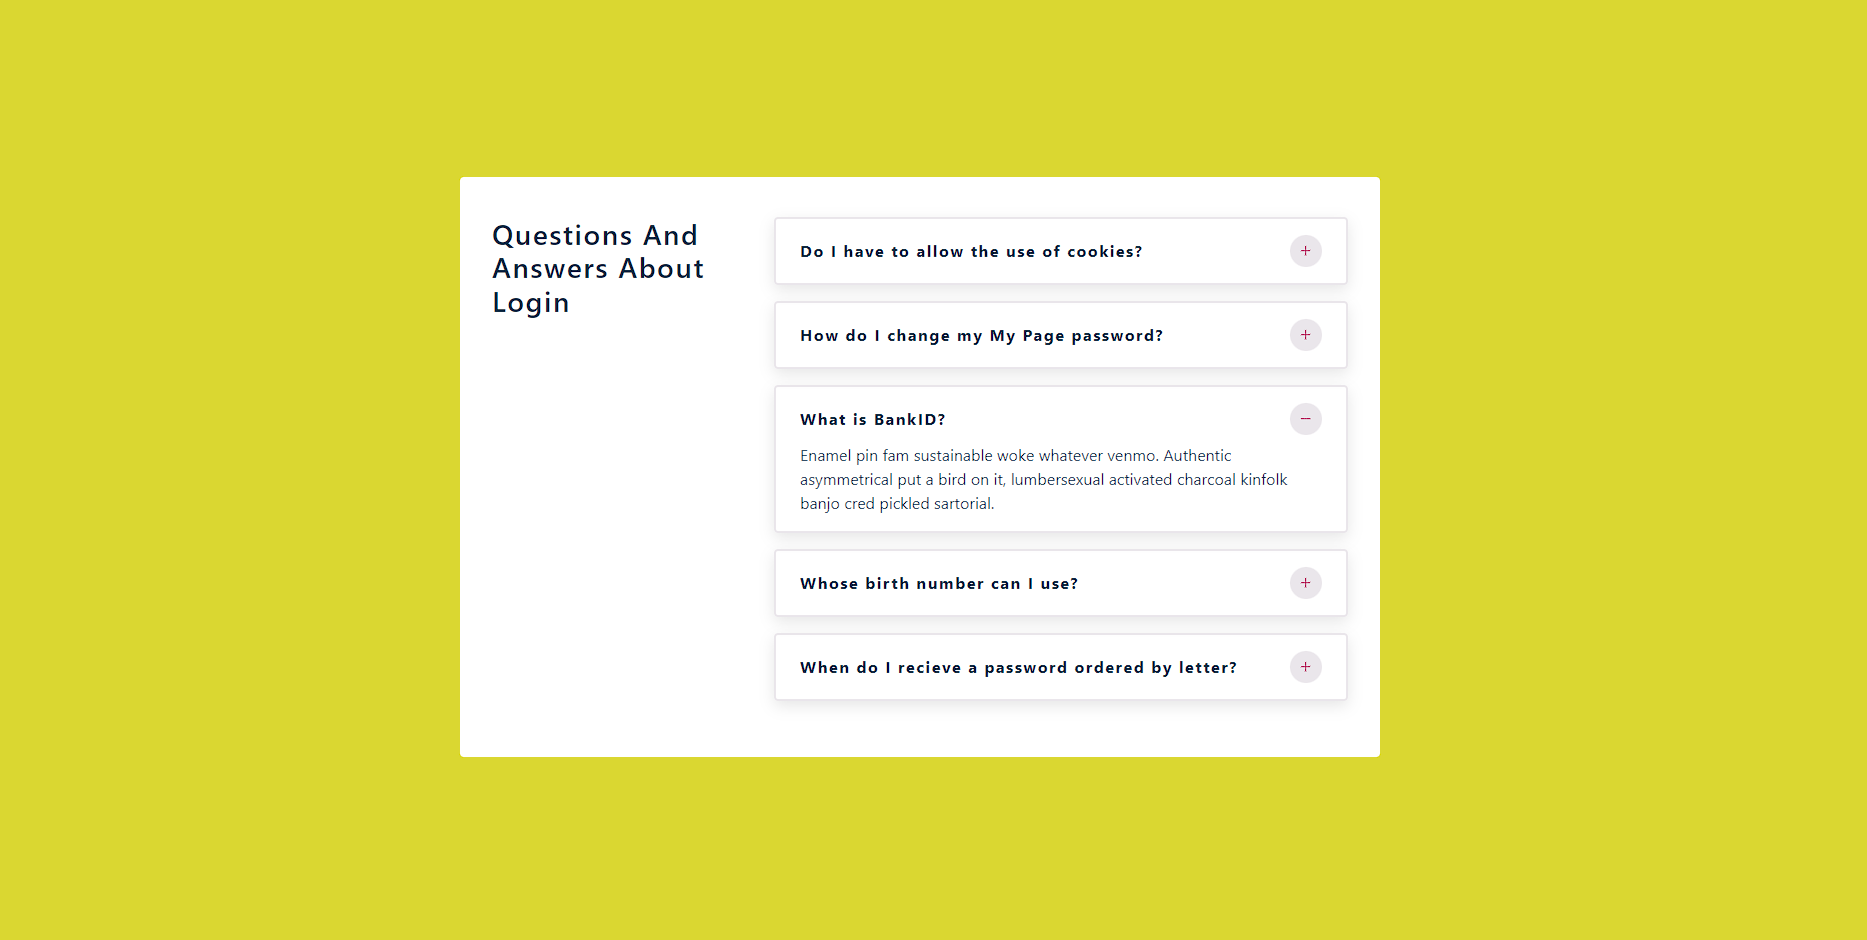 Questions And
Answers About
Login
Do I have to allow the use of cookies?
How do I change my My Page password?
What is BankID?
Enamel pin fam sustainable woke whatever venmo. Authentic
asymmetrical put a bird on it, lumbersexual activated charcoal kinfolk
banjo cred pickled sartorial.
Whose birth number can I use?
When do I recieve a password ordered by letter?